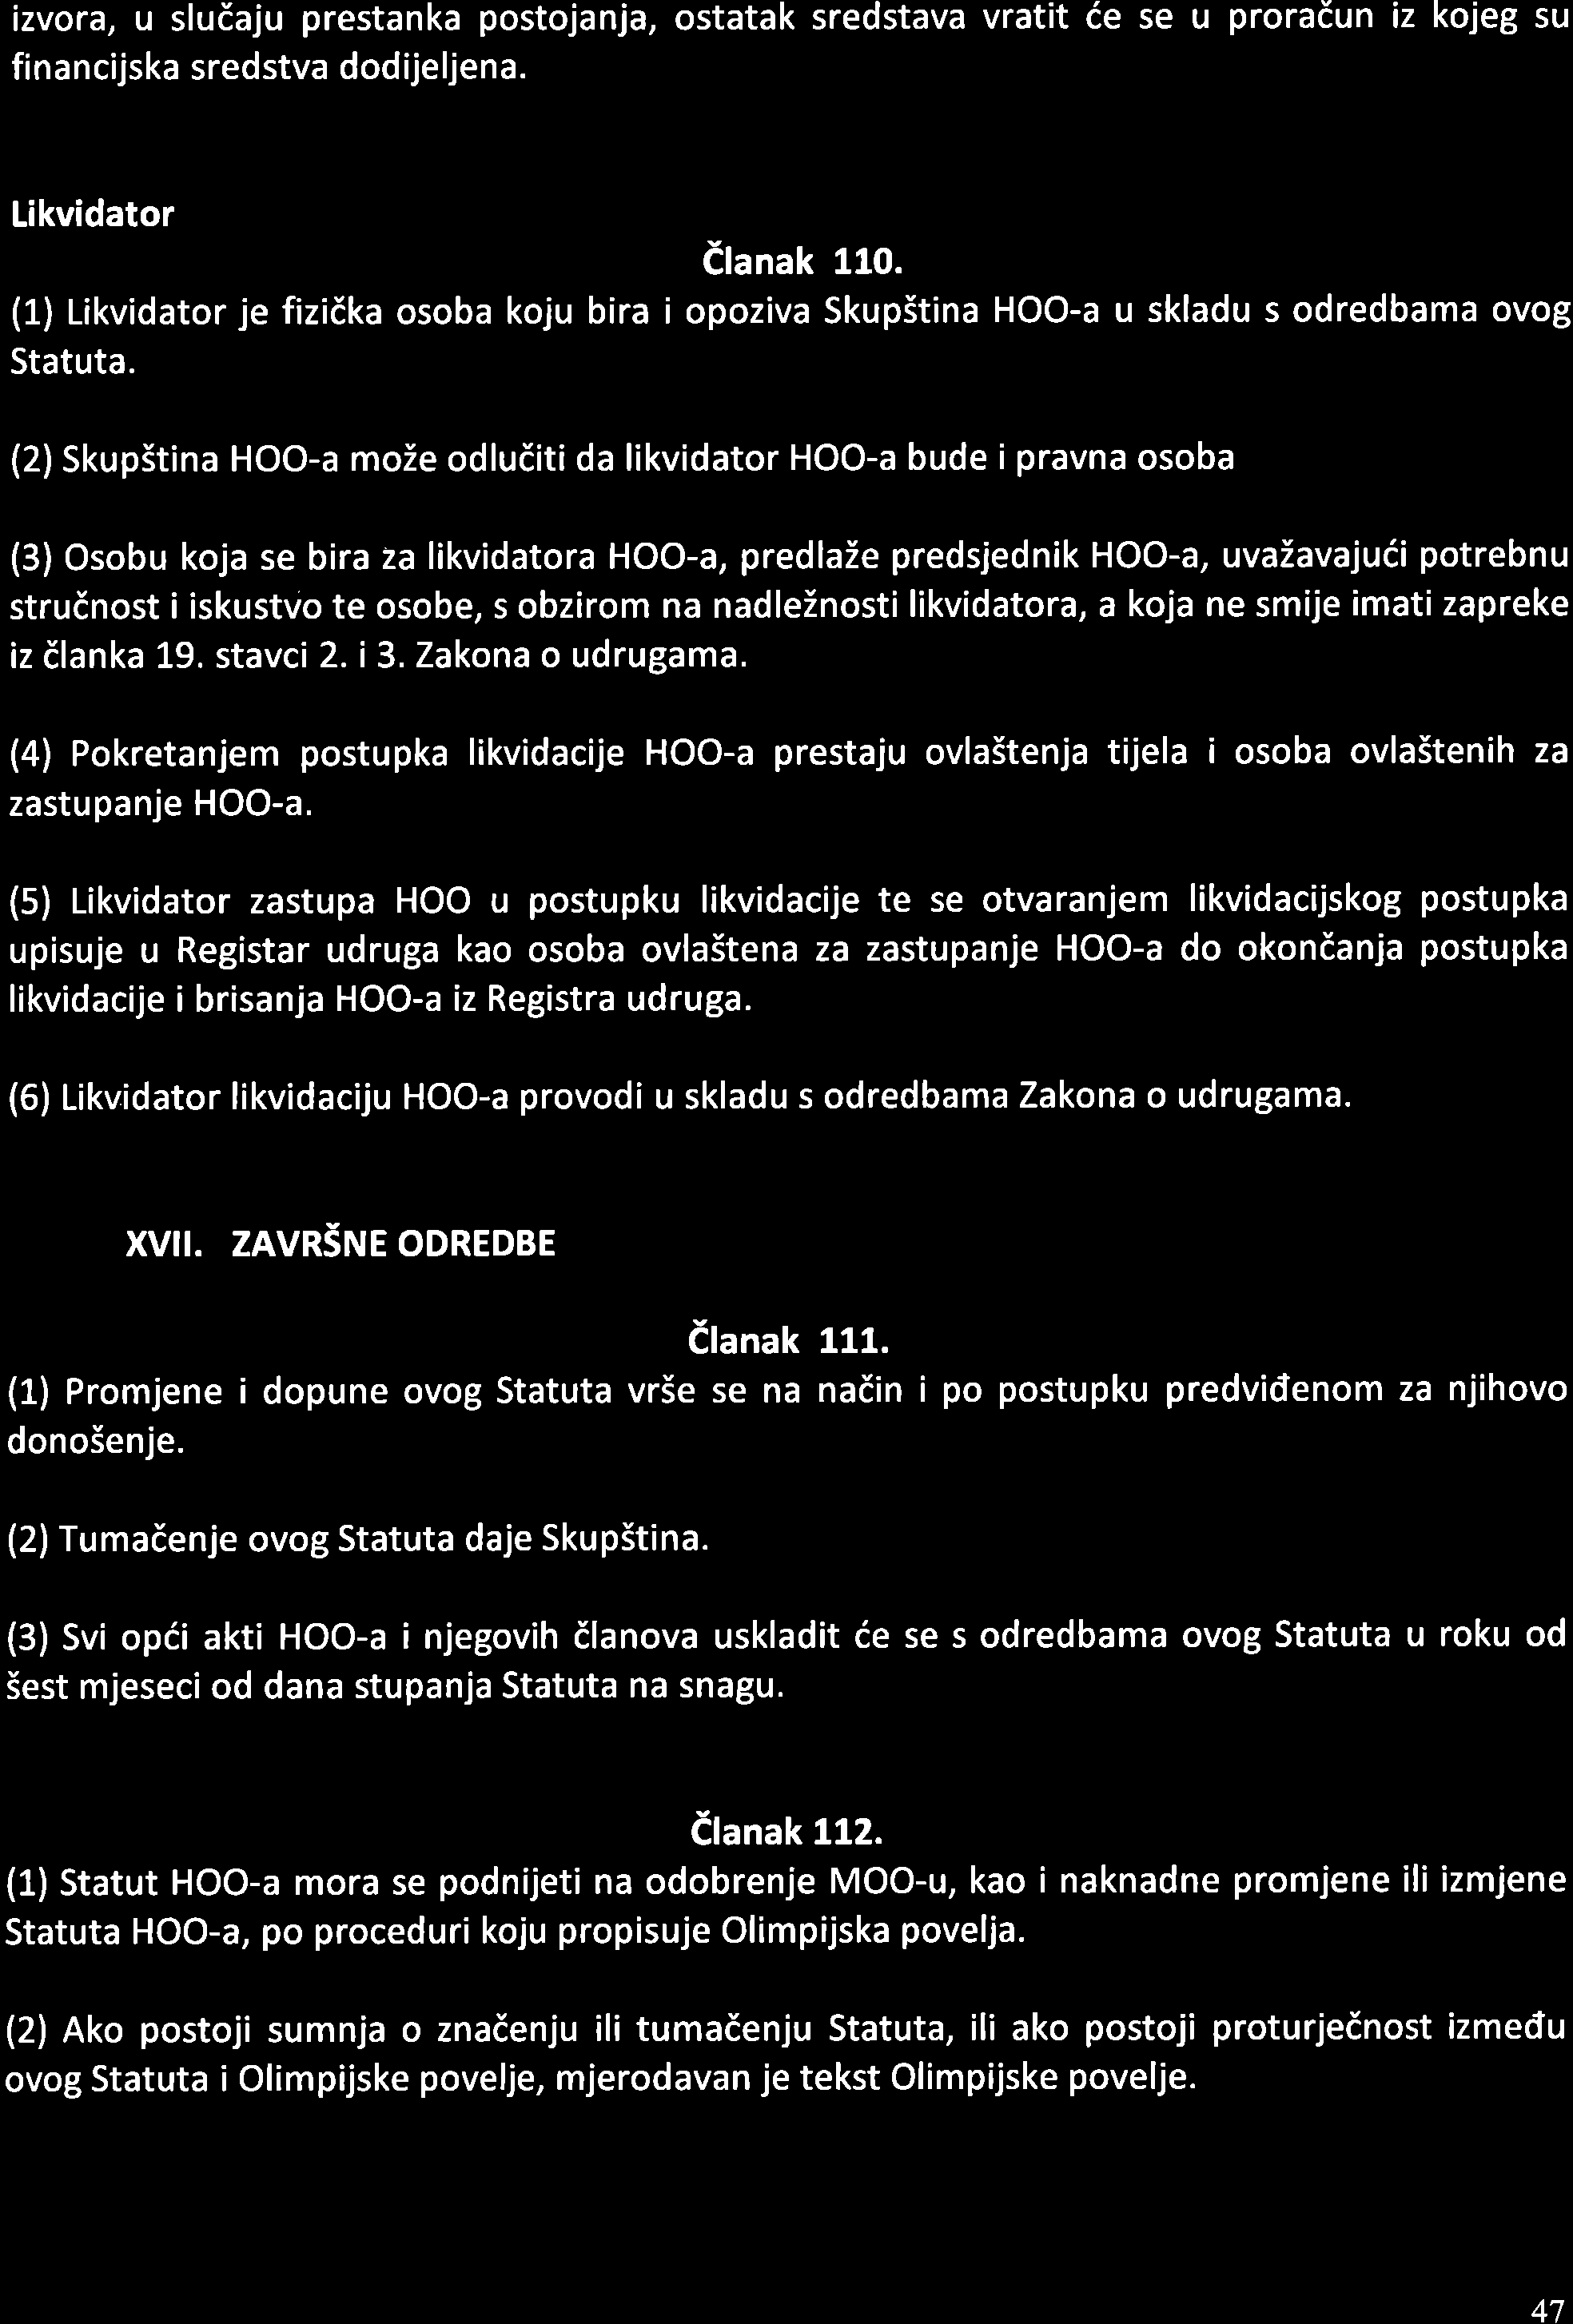 izvora, u slučaju prestanka postojanja, ostatak sredstava vratit će se u proračun iz kojeg su
financijska sredstva dodijeljena.
Likvidator
Članak 110.
(1) Likvidator je fizička osoba koju bira i opoziva Skupština HOO-a u skladu s odredbama ovog
Statuta.
(2) Skupština HOO-a može odlučiti da likvidator HOO-a bude i pravna osoba
(3) Osobu koja se bira za likvidatora HOO-a, predlaže predsjednik HOO-a, uvažavajući potrebnu
stručnost i iskustvo te osobe, s obzirom na nadležnosti likvidatora, a koja ne smije imati zapreke
iz članka 19. stavci 2. i 3. Zakona o udrugama.
(4) Pokretanjem postupka likvidacije HOO-a prestaju ovlaštenja tijela i osoba ovlaštenih za
zastupanje HOO-a.
(5) Likvidator zastupa HOO u postupku likvidacije te se otvaranjem likvidacijskog postupka
upisuje u Registar udruga kao osoba ovlaštena za zastupanje HOO-a do okončanja postupka
likvidacije i brisanja HOO-a iz Registra udruga.
(6) Likvidator likvidaciju HOO-a provodi u skladu s odredbama Zakona o udrugama.
XVII. ZAVRŠNE ODREDBE
Članak 111.
(1) Promjene i dopune ovog Statuta vrše se na način i po postupku predviđenom za njihovo
donošenje.
(2) Tumačenje ovog Statuta daje Skupština.
(3) Svi opći akti HOO-a i njegovih članova uskladit će se s odredbama ovog Statuta u roku od
šest mjeseci od dana stupanja Statuta na snagu.
Članak 112.
(1) Statut HOO-a mora se podnijeti na odobrenje MOO-u, kao i naknadne promjene ili izmjene
Statuta HOO-a, po proceduri koju propisuje Olimpijska povelja.
(2) Ako postoji sumnja o značenju ili tumačenju Statuta, ili ako postoji proturječnost između
ovog Statuta i Olimpijske povelje, mjerodavan je tekst Olimpijske povelje.
47